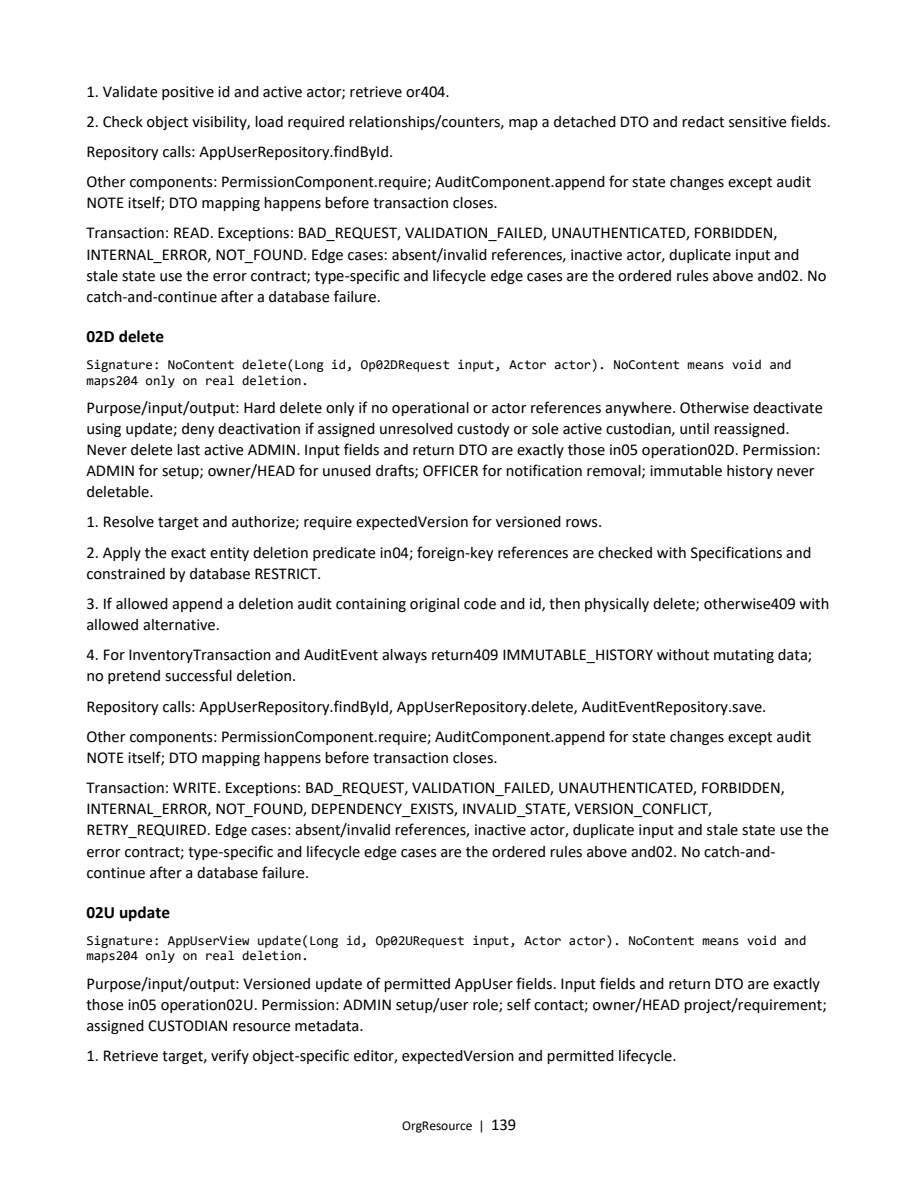 1. Validate positive id and active actor; retrieve or404.
2. Check object visibility, load required relationships/counters, map a detached DTO and redact sensitive fields.
Repository calls: AppUserRepository.findById.
Other components: PermissionComponent.require; AuditComponent.append for state changes except audit
NOTE itself; DTO mapping happens before transaction closes.
Transaction: READ. Exceptions: BAD_REQUEST, VALIDATION_FAILED, UNAUTHENTICATED, FORBIDDEN,
INTERNAL_ERROR, NOT_FOUND. Edge cases: absent/invalid references, inactive actor, duplicate input and
stale state use the error contract; type-specific and lifecycle edge cases are the ordered rules above and02. No
catch-and-continue after a database failure.
02D delete
Signature: NoContent delete(Long id, Op02DRequest input, Actor actor). NoContent means void and
maps204 only on real deletion.
Purpose/input/output: Hard delete only if no operational or actor references anywhere. Otherwise deactivate
using update; deny deactivation if assigned unresolved custody or sole active custodian, until reassigned.
Never delete last active ADMIN. Input fields and return DTO are exactly those in05 operation02D. Permission:
ADMIN for setup; owner/HEAD for unused drafts; OFFICER for notification removal; immutable history never
deletable.
1. Resolve target and authorize; require expectedVersion for versioned rows.
2. Apply the exact entity deletion predicate in04; foreign-key references are checked with Specifications and
constrained by database RESTRICT.
3. If allowed append a deletion audit containing original code and id, then physically delete; otherwise409 with
allowed alternative.
4. For InventoryTransaction and AuditEvent always return409 IMMUTABLE_HISTORY without mutating data;
no pretend successful deletion.
Repository calls: AppUserRepository.findById, AppUserRepository.delete, AuditEventRepository.save.
Other components: PermissionComponent.require; AuditComponent.append for state changes except audit
NOTE itself; DTO mapping happens before transaction closes.
Transaction: WRITE. Exceptions: BAD_REQUEST, VALIDATION_FAILED, UNAUTHENTICATED, FORBIDDEN,
INTERNAL_ERROR, NOT_FOUND, DEPENDENCY_EXISTS, INVALID_STATE, VERSION_CONFLICT,
RETRY_REQUIRED. Edge cases: absent/invalid references, inactive actor, duplicate input and stale state use the
error contract; type-specific and lifecycle edge cases are the ordered rules above and02. No catch-and-
continue after a database failure.
02U update
Signature: AppUserView update(Long id, Op02URequest input, Actor actor). NoContent means void and
maps204 only on real deletion.
Purpose/input/output: Versioned update of permitted AppUser fields. Input fields and return DTO are exactly
those in05 operation02U. Permission: ADMIN setup/user role; self contact; owner/HEAD project/requirement;
assigned CUSTODIAN resource metadata.
1. Retrieve target, verify object-specific editor, expectedVersion and permitted lifecycle.
OrgResource | 139